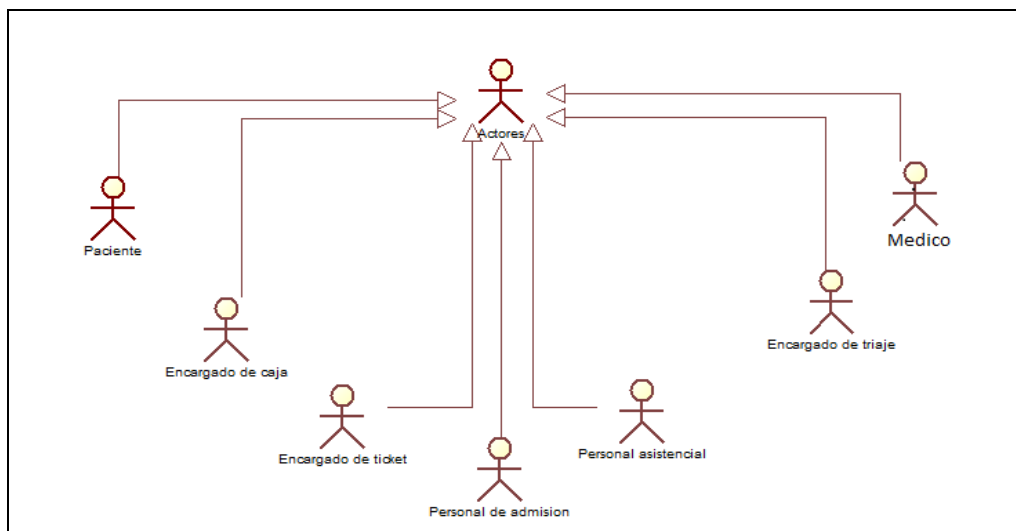 Actores
Paciente
Medico
Encargado de caja
Encargado de triaje
Encargado de ticket
Personal asistencial
Personal de admision